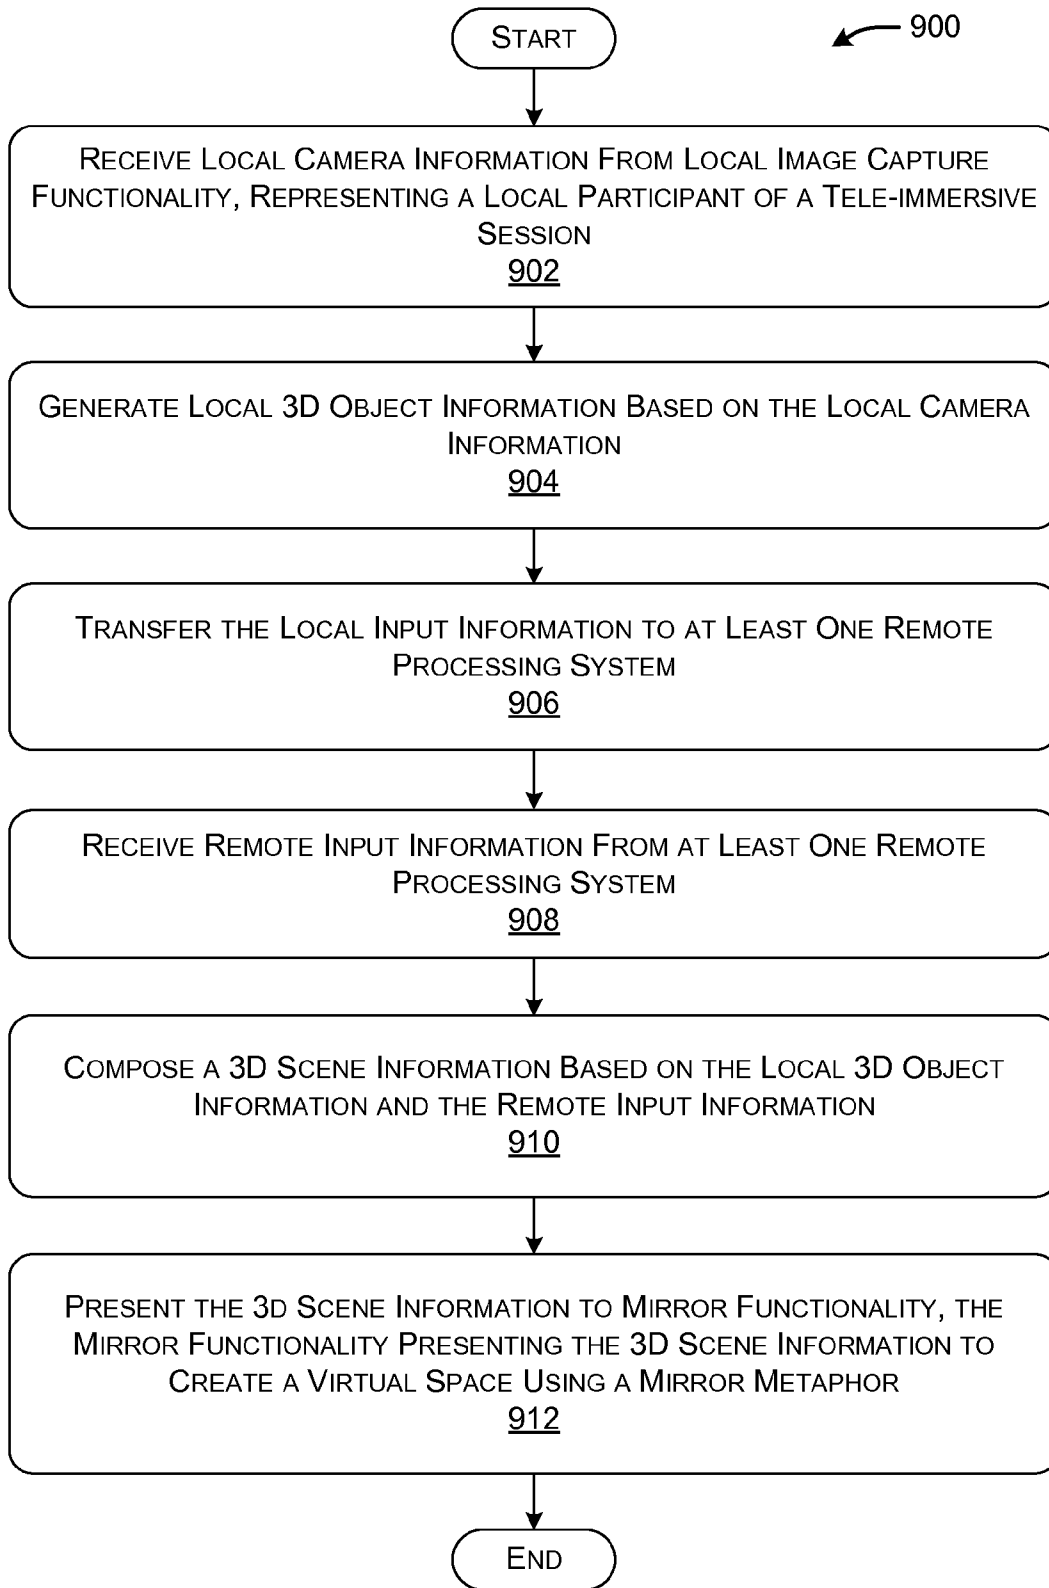 START
900
RECEIVE LOCAL CAMERA INFORMATION FROM LOCAL IMAGE CAPTURE
FUNCTIONALITY, REPRESENTING A LOCAL PARTICIPANT OF A TELE-IMMERSIVE
SESSION
902
GENERATE LOCAL 3D OBJECT INFORMATION BASED ON THE LOCAL CAMERA
INFORMATION
904
TRANSFER THE LOCAL INPUT INFORMATION TO AT LEAST ONE REMOTE
PROCESSING SYSTEM
906
RECEIVE REMOTE INPUT INFORMATION FROM AT LEAST ONE REMOTE
PROCESSING SYSTEM
908
COMPOSE A 3D SCENE INFORMATION BASED ON THE LOCAL 3D OBJECT
INFORMATION AND THE REMOTE INPUT INFORMATION
910
PRESENT THE 3D SCENE INFORMATION TO MIRROR FUNCTIONALITY, THE
MIRROR FUNCTIONALITY PRESENTING THE 3D SCENE INFORMATION TO
CREATE A VIRTUAL SPACE USING A MIRROR METAPHOR
912
END